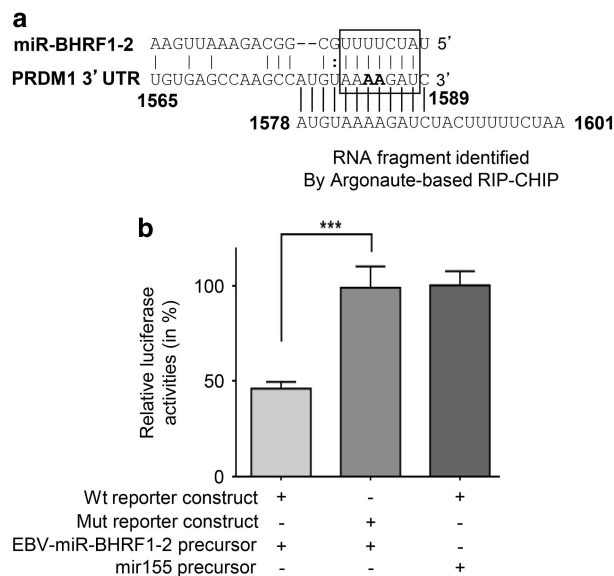 a
miR-BHRF1-2 AAGUUAAAGACGG--CGUUUUCUAU 5′
:
PRDM1 3′ UTR UGUGAGCCAAGCCAUGUAAAAGAUC 3′
1565 1589
1578 AUGUAAAAGAUCUACUUUUUCUAA 1601
RNA fragment identified
By Argonaute-based RIP-CHIP
b
***
Relative luciferase
activities (in %)
100
50
0
Wt reporter construct + - +
Mut reporter construct - + -
EBV-miR-BHRF1-2 precursor + + -
mir155 precursor - - +